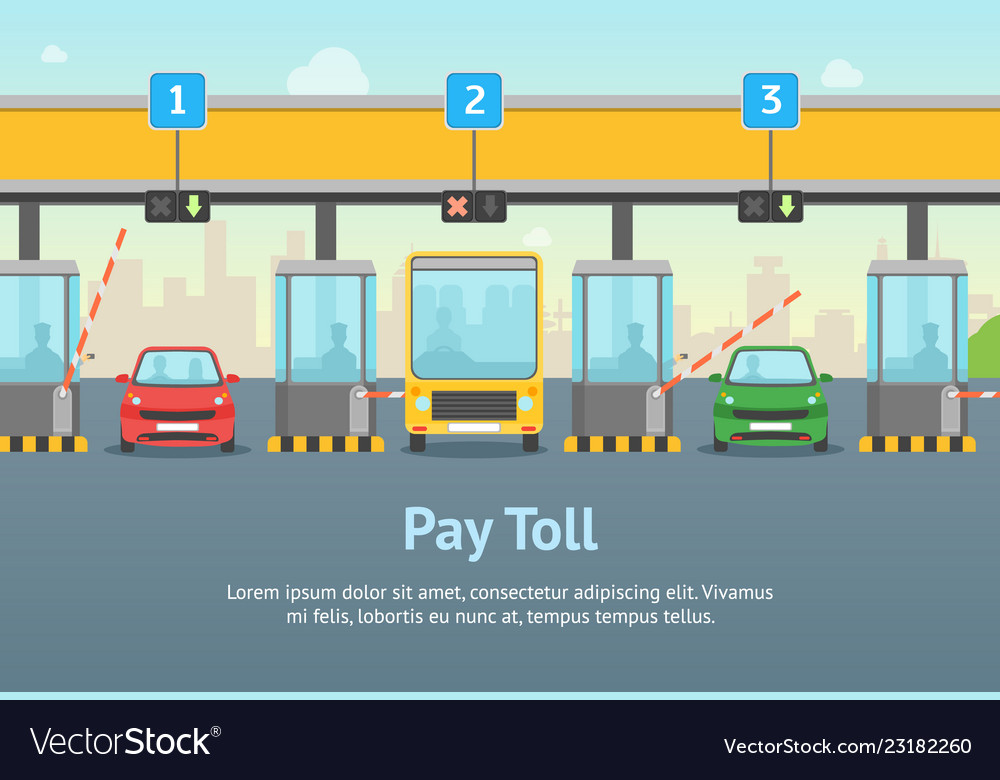 1
2
3
Pay Toll
Lorem ipsum dolor sit amet, consectetur adipiscing elit. Vivamus
mi felis, lobortis eu nunc at, tempus tempus tellus.
VectorStock®
VectorStock.com/23182260